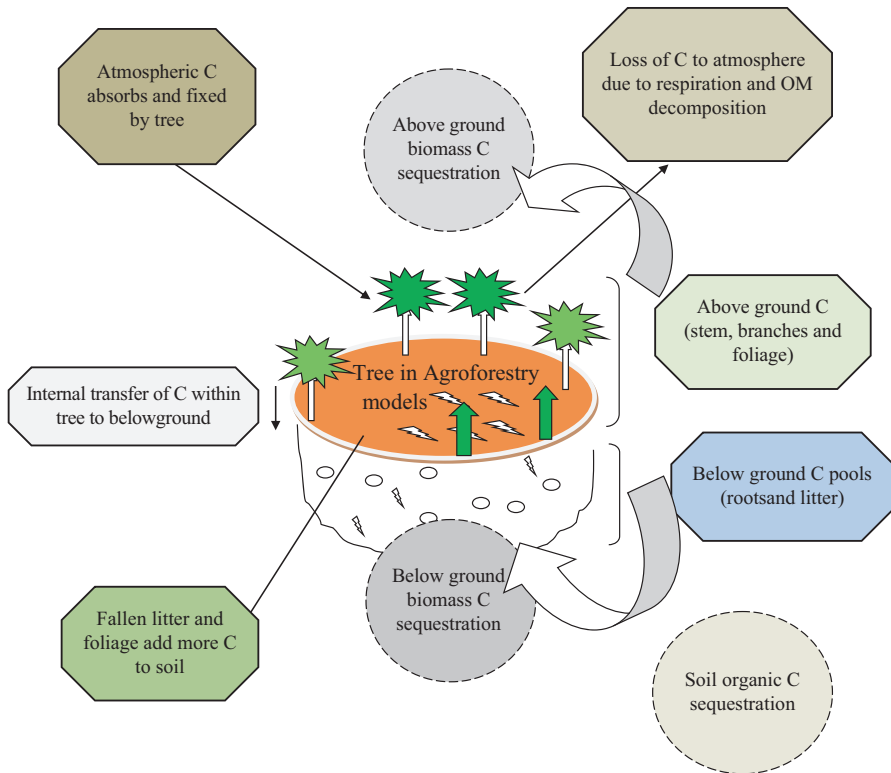 Atmospheric C
absorbs and fixed
by tree
Loss of C to atmosphere
due to respiration and OM
decomposition
Above ground
biomass C
sequestration
Above ground C
(stem, branches and
foliage)
Tree in Agroforestry
models
Internal transfer of C within
tree to belowground
Below ground C pools
(rootsand litter)
Below ground
biomass C
sequestration
Fallen litter and
foliage add more C
to soil
Soil organic C
sequestration